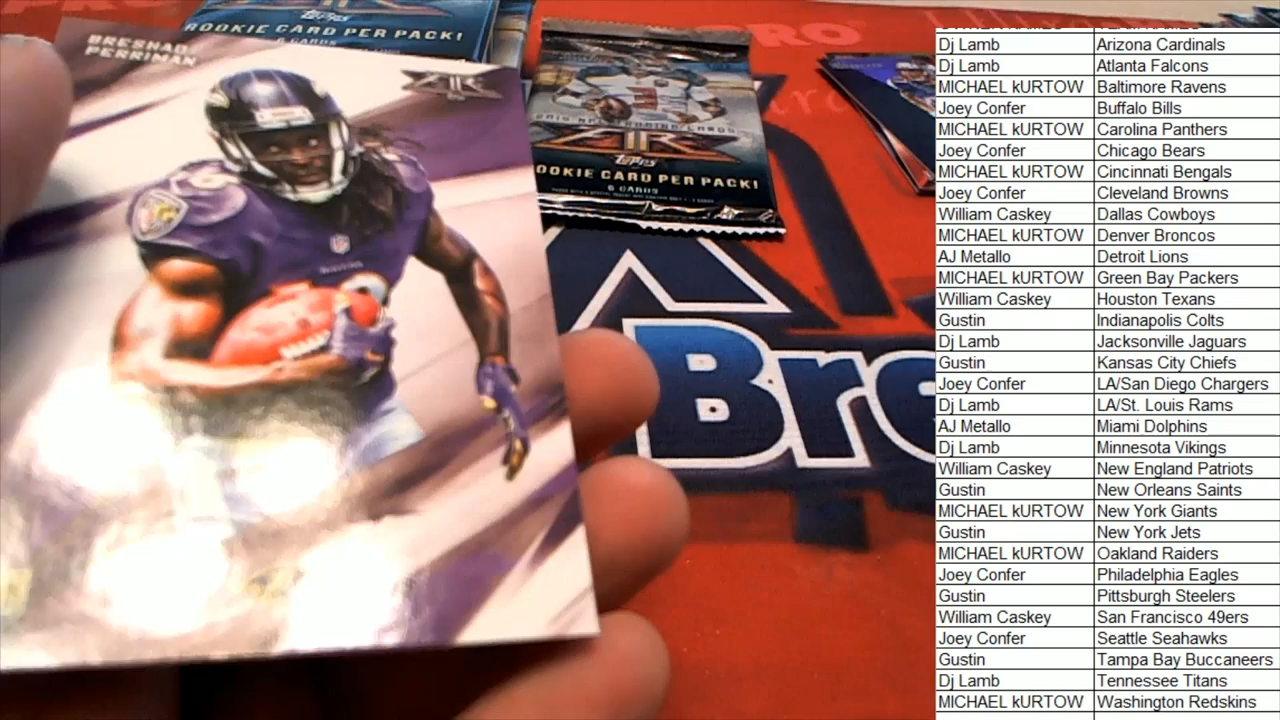 BRESHAD
PERRIMAN
FIRE
Topps
ROOKIE CARD PER PACK!
6 CARDS
PRO
FIRE
Topps
OOKIE CARD PER PACK!
6 CARDS
Bro
Dj Lamb Arizona Cardinals
Dj Lamb Atlanta Falcons
MICHAEL kURTOW Baltimore Ravens
Joey Confer Buffalo Bills
MICHAEL kURTOW Carolina Panthers
Joey Confer Chicago Bears
MICHAEL kURTOW Cincinnati Bengals
Joey Confer Cleveland Browns
William Caskey Dallas Cowboys
MICHAEL kURTOW Denver Broncos
AJ Metallo Detroit Lions
MICHAEL kURTOW Green Bay Packers
William Caskey Houston Texans
Gustin Indianapolis Colts
Dj Lamb Jacksonville Jaguars
Gustin Kansas City Chiefs
Joey Confer LA/San Diego Chargers
Dj Lamb LA/St. Louis Rams
AJ Metallo Miami Dolphins
Dj Lamb Minnesota Vikings
William Caskey New England Patriots
Gustin New Orleans Saints
MICHAEL kURTOW New York Giants
Gustin New York Jets
MICHAEL kURTOW Oakland Raiders
Joey Confer Philadelphia Eagles
Gustin Pittsburgh Steelers
William Caskey San Francisco 49ers
Joey Confer Seattle Seahawks
Gustin Tampa Bay Buccaneers
Dj Lamb Tennessee Titans
MICHAEL kURTOW Washington Redskins